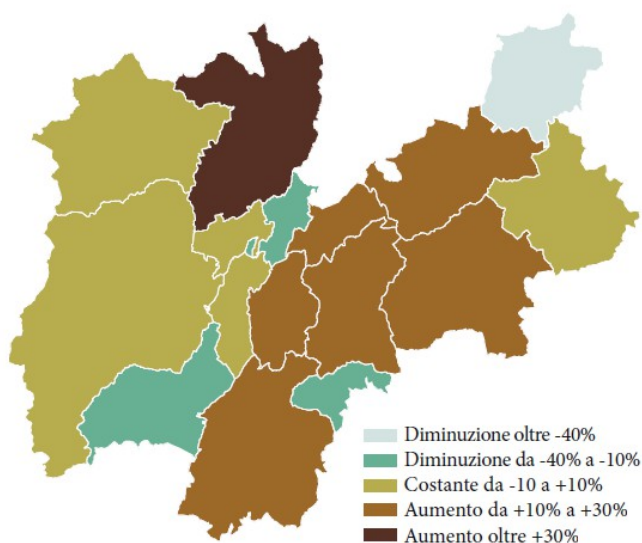 Diminuzione oltre -40%
Diminuzione da -40% a -10%
Costante da -10 a +10%
Aumento da +10% a +30%
Aumento oltre +30%